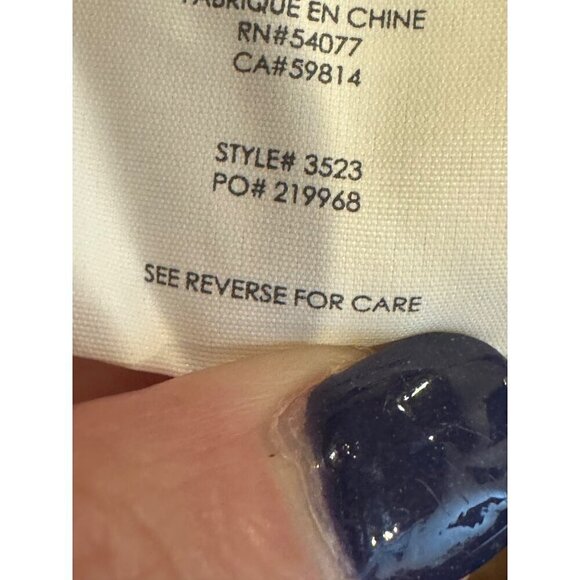 FABRIQUE EN CHINE
RN#54077
CA#59814
STYLE# 3523
PO# 219968
SEE REVERSE FOR CARE